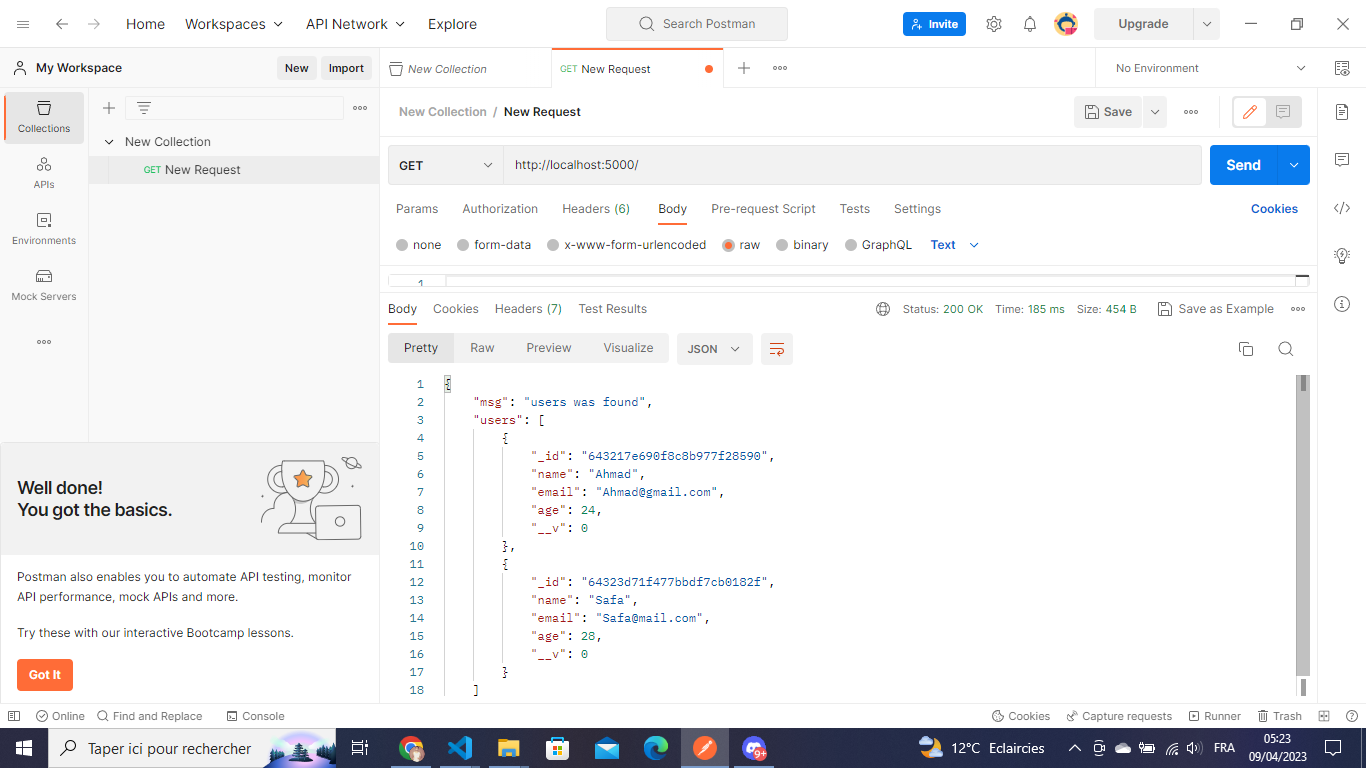 Home Workspaces API Network Explore Search Postman Invite Upgrade
My Workspace New Import New Collection GET New Request No Environment
Collections
APIs
Environments
Mock Servers
New Collection
GET New Request
New Collection / New Request Save
GET http://localhost:5000/ Send
Params Authorization Headers (6) Body Pre-request Script Tests Settings Cookies
none form-data x-www-form-urlencoded raw binary GraphQL Text
1
Body Cookies Headers (7) Test Results Status: 200 OK Time: 185 ms Size: 454 B Save as Example
Pretty Raw Preview Visualize JSON
1 {
2 "msg": "users was found",
3 "users": [
4 {
5 "_id": "643217e690f8c8b977f28590",
6 "name": "Ahmad",
7 "email": "Ahmad@gmail.com",
8 "age": 24,
9 "__v": 0
10 },
11 {
12 "_id": "64323d71f477bbdf7cb0182f",
13 "name": "Safa",
14 "email": "Safa@mail.com",
15 "age": 28,
16 "__v": 0
17 }
18 ]
Well done!
You got the basics.
Postman also enables you to automate API testing, monitor
API performance, mock APIs and more.
Try these with our interactive Bootcamp lessons.
Got It
Online Find and Replace Console Cookies Capture requests Runner Trash
Taper ici pour rechercher 9+ 12°C Eclaircies FRA 05:23
09/04/2023